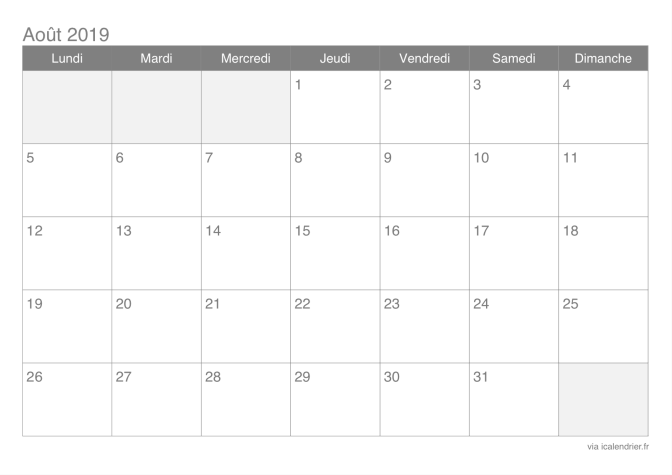 Août 2019
Lundi Mardi Mercredi Jeudi Vendredi Samedi Dimanche
1 2 3 4
5 6 7 8 9 10 11
12 13 14 15 16 17 18
19 20 21 22 23 24 25
26 27 28 29 30 31
via icalendrier.fr